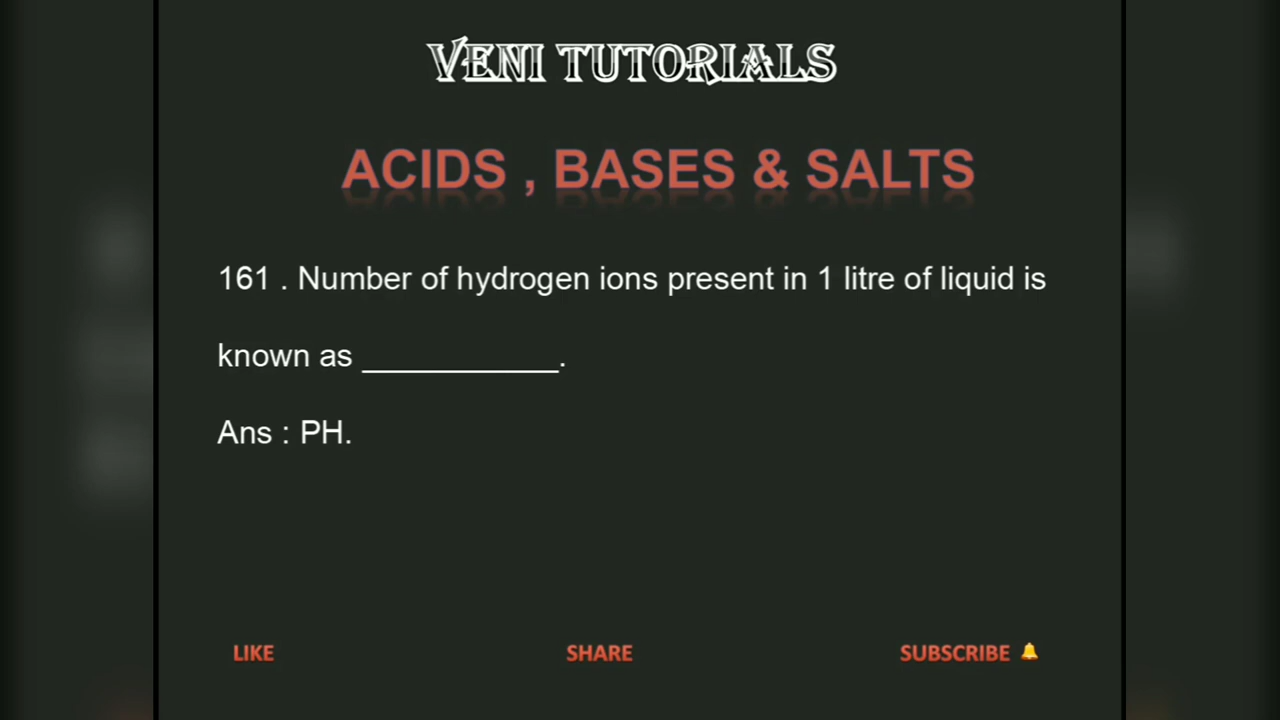 VENI TUTORIALS
ACIDS , BASES & SALTS
161 . Number of hydrogen ions present in 1 litre of liquid is
known as ____________.
Ans : PH.
LIKE SHARE SUBSCRIBE 🔔